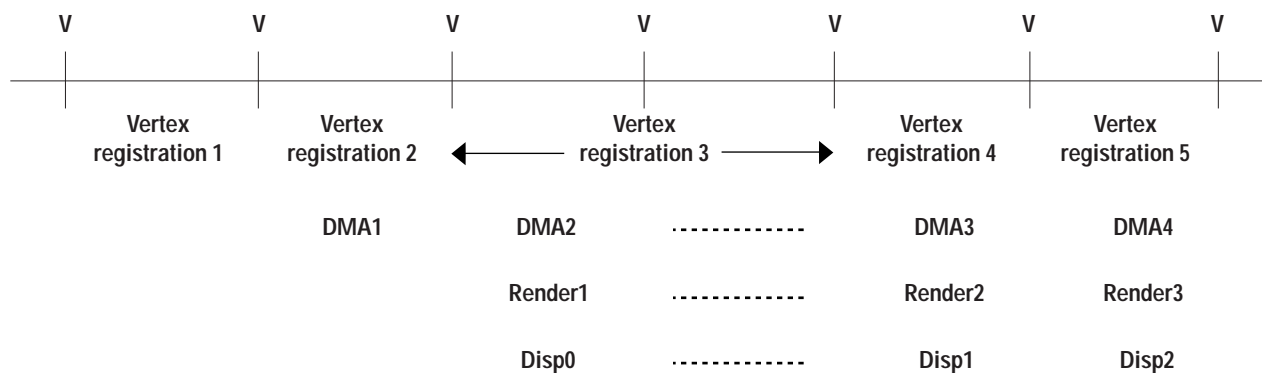 V V V V V V V
Vertex registration 1
Vertex registration 2
Vertex registration 3
Vertex registration 4
Vertex registration 5
DMA1 DMA2 DMA3 DMA4
Render1 Render2 Render3
Disp0 Disp1 Disp2